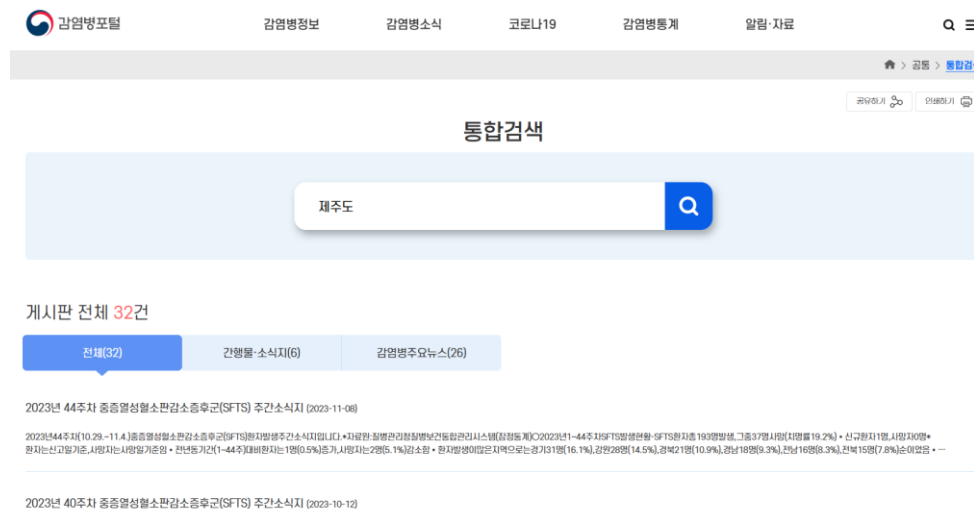 감염병포털
감염병정보 감염병소식 코로나19 감염병통계 알림·자료
> 공통 > 통합검
공유하기 인쇄하기
통합검색
제주도
게시판 전체 32건
전체(32) 간행물·소식지(6) 감염병주요뉴스(26)
2023년 44주차 중증열성혈소판감소증후군(SFTS) 주간소식지 (2023-11-08)
2023년44주차(10.29.~11.4.)중증열성혈소판감소증후군(SFTS)환자발생주간소식지입니다.*자료원:질병관리청질병보건통합관리시스템(잠정통계)○2023년1~44주차SFTS발생현황-SFTS환자총193명발생,그중37명사망(치명률19.2%) • 신규환자1명,사망자0명*
환자는신고일기준,사망자는사망일기준임 • 전년동기간(1~44주)대비환자는1명(0.5%)증가,사망자는2명(5.1%)감소함 • 환자발생이많은지역으로는경기31명(16.1%),강원28명(14.5%),경북21명(10.9%),경남18명(9.3%),전남16명(8.3%),전북15명(7.8%)순이었음 • ···
2023년 40주차 중증열성혈소판감소증후군(SFTS) 주간소식지 (2023-10-12)